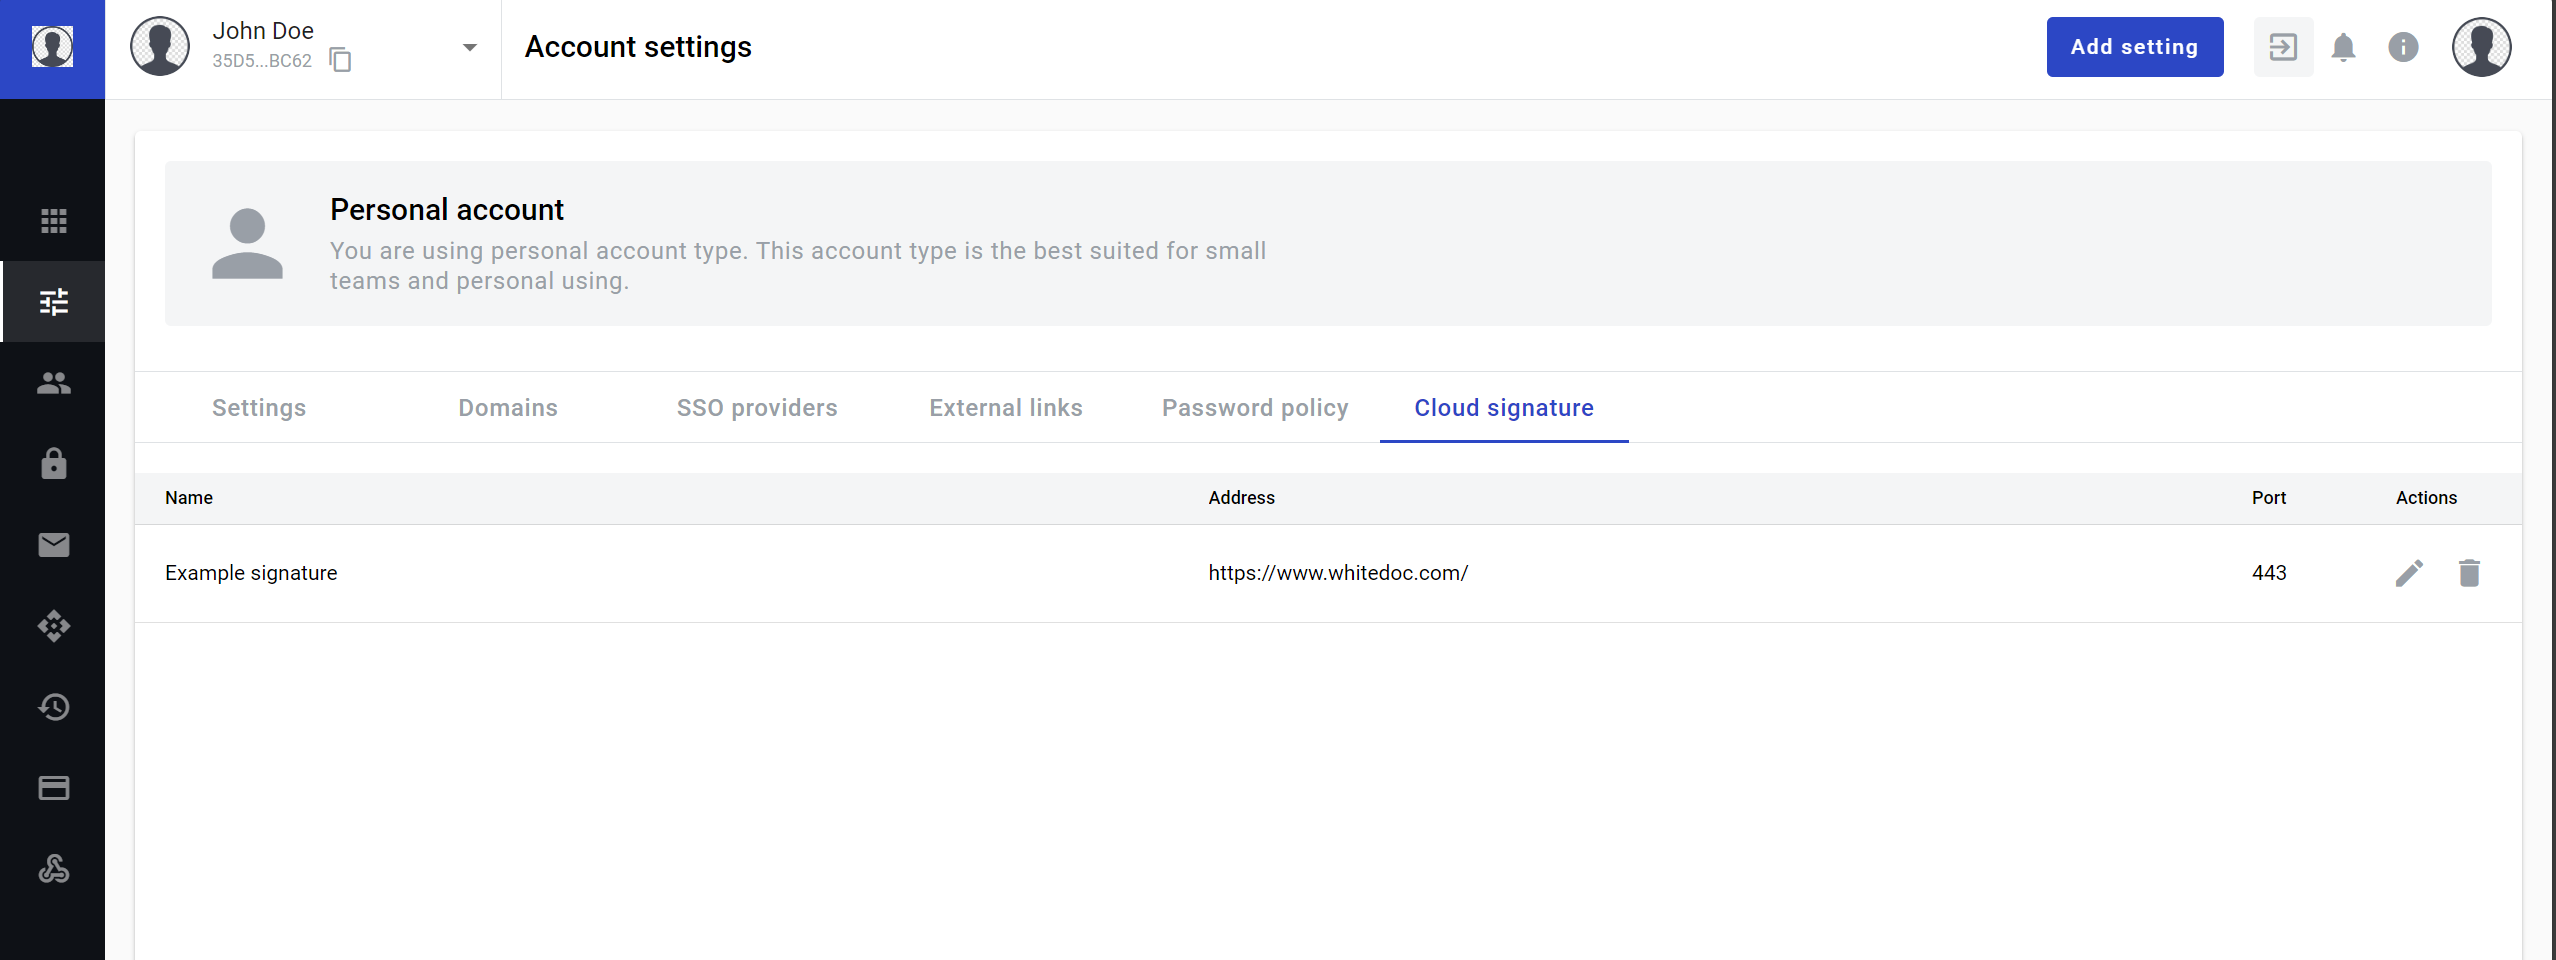 John Doe
35D5...BC62
Account settings
Add setting
Personal account
You are using personal account type. This account type is the best suited for small
teams and personal using.
Settings Domains SSO providers External links Password policy Cloud signature
Name Address Port Actions
Example signature https://www.whitedoc.com/ 443